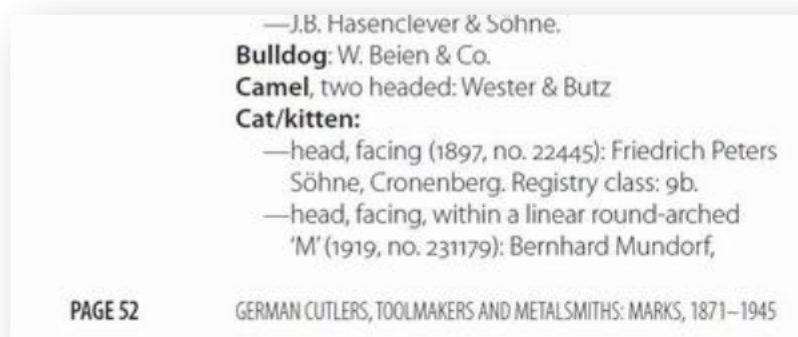 —J.B. Hasenclever & Söhne.
Bulldog: W. Beien & Co.
Camel, two headed: Wester & Butz
Cat/kitten:
—head, facing (1897, no. 22445): Friedrich Peters
Söhne, Cronenberg. Registry class: 9b.
—head, facing, within a linear round-arched
'M' (1919, no. 231179): Bernhard Mundorf,
PAGE 52 GERMAN CUTLERS, TOOLMAKERS AND METALSMITHS: MARKS, 1871–1945